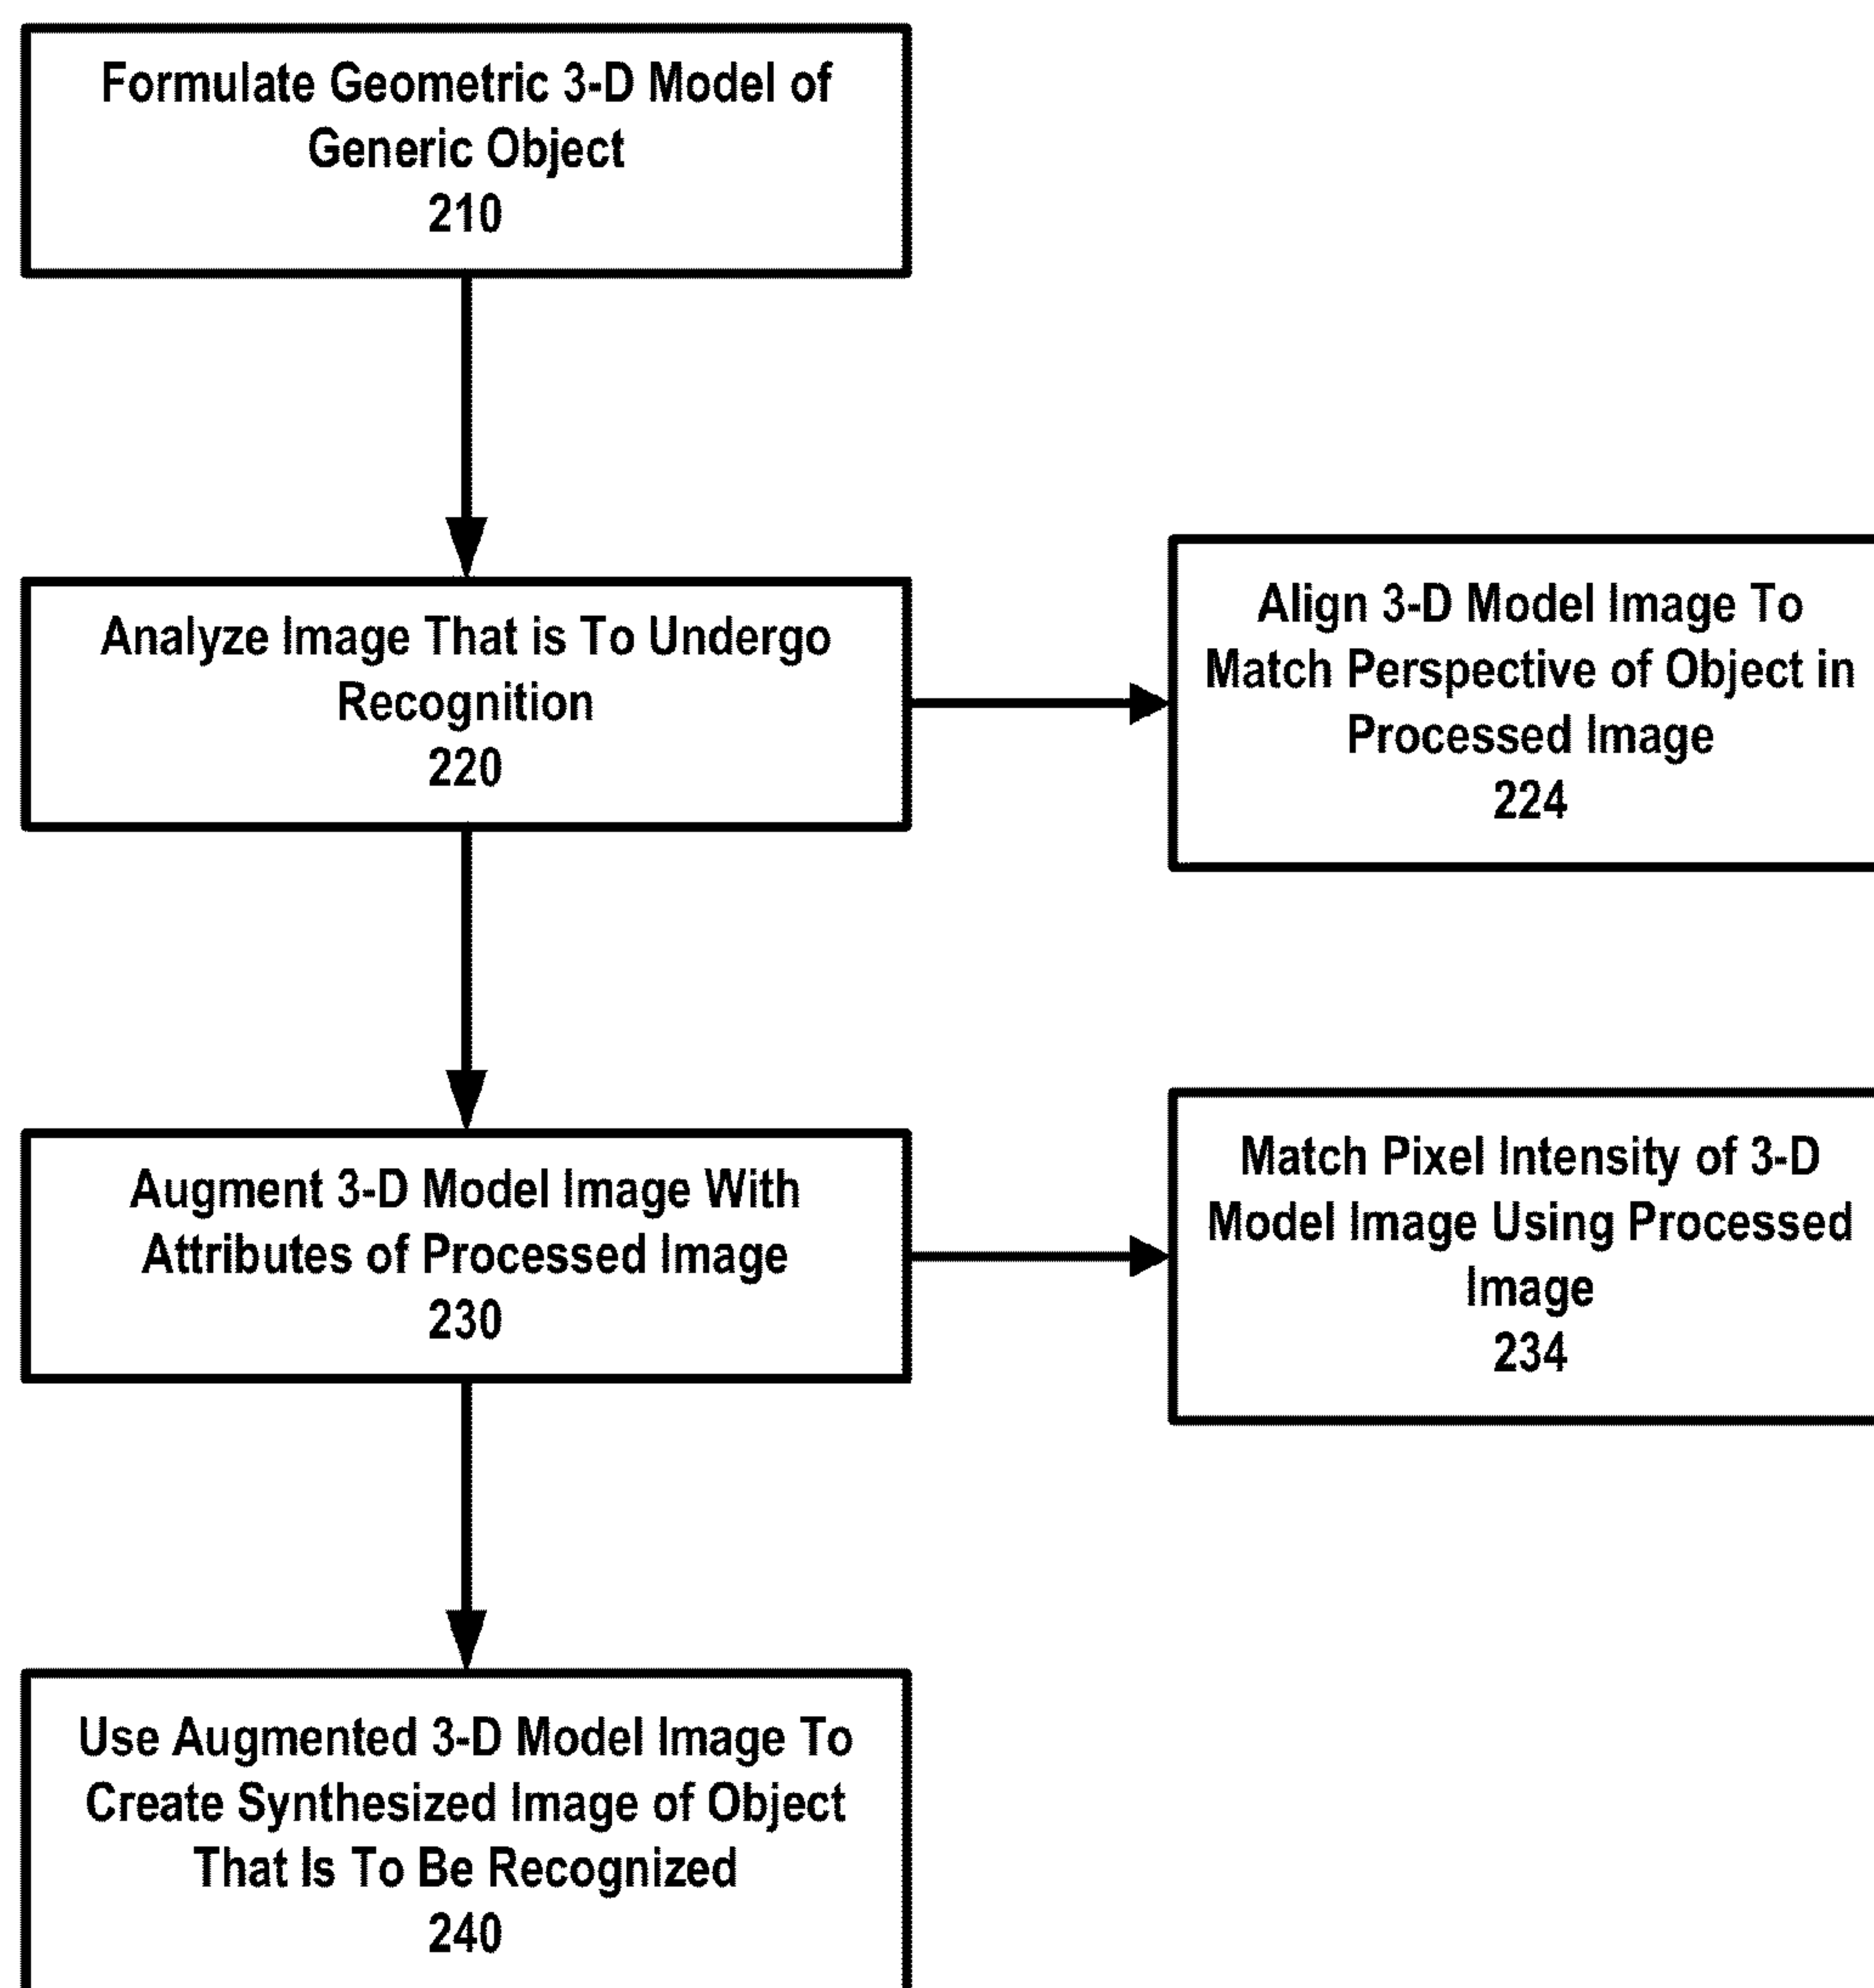 Formulate Geometric 3-D Model of
Generic Object
210
Analyze Image That is To Undergo
Recognition
220
Align 3-D Model Image To
Match Perspective of Object in
Processed Image
224
Augment 3-D Model Image With
Attributes of Processed Image
230
Match Pixel Intensity of 3-D
Model Image Using Processed
Image
234
Use Augmented 3-D Model Image To
Create Synthesized Image of Object
That Is To Be Recognized
240